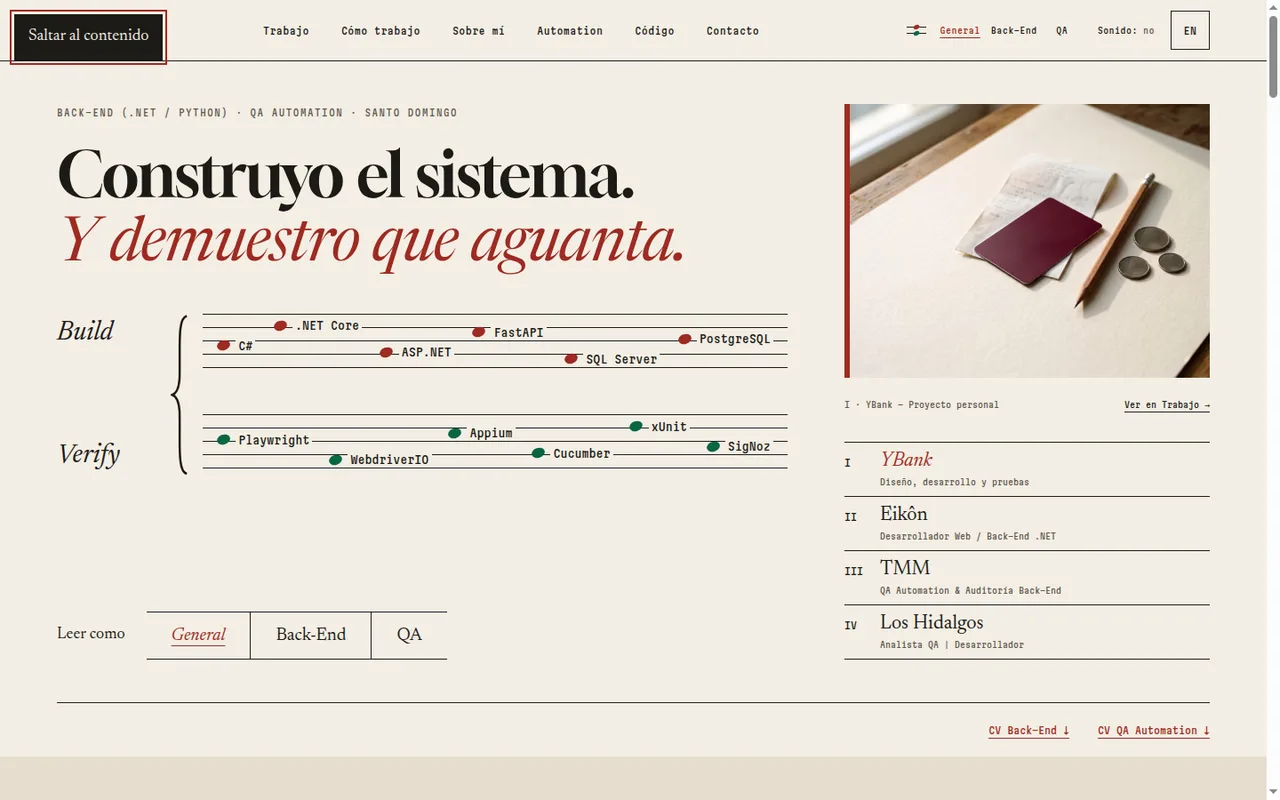 Saltar al contenido
Trabajo Cómo trabajo Sobre mí Automation Código Contacto
General Back-End QA Sonido: no EN
BACK-END (.NET / PYTHON) · QA AUTOMATION · SANTO DOMINGO
Construyo el sistema.
Y demuestro que aguanta.
Build
.NET Core
FastAPI
PostgreSQL
C#
ASP.NET
SQL Server
Verify
Playwright
Appium
xUnit
WebdriverIO
Cucumber
SigNoz
Leer como General Back-End QA
I · YBank — Proyecto personal Ver en Trabajo →
I YBank
Diseño, desarrollo y pruebas
II Eikôn
Desarrollador Web / Back-End .NET
III TMM
QA Automation & Auditoría Back-End
IV Los Hidalgos
Analista QA | Desarrollador
CV Back-End ↓ CV QA Automation ↓